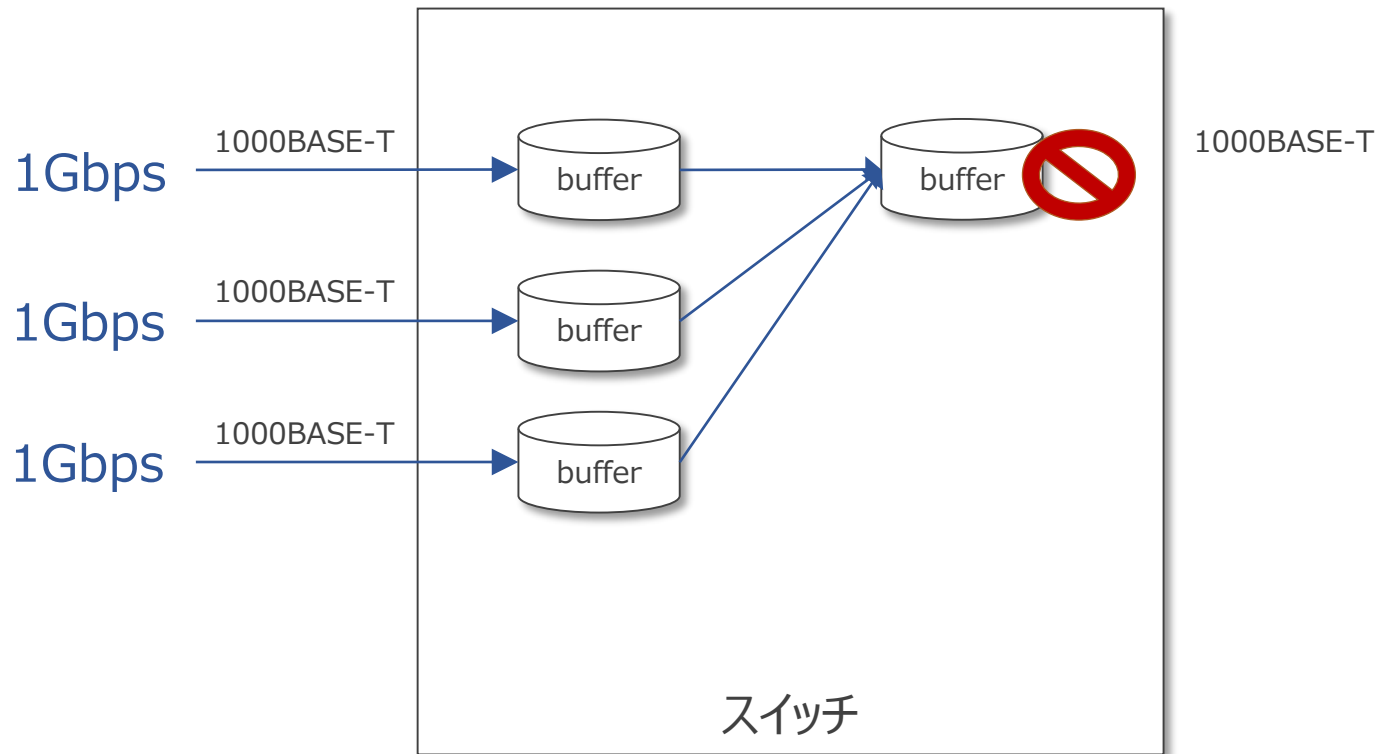 1000BASE-T
1Gbps
buffer
buffer
1000BASE-T
1000BASE-T
1Gbps
buffer
1000BASE-T
1Gbps
buffer
スイッチ